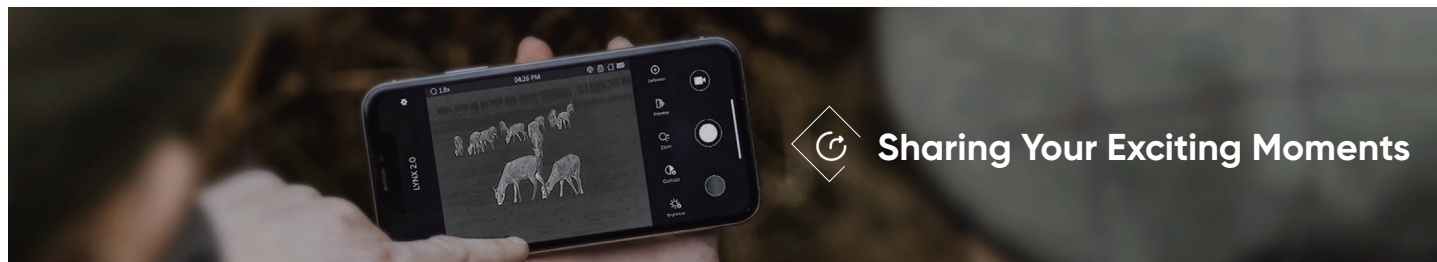 04:26 PM
1.8x
LYNX 2.0
Calibration
Palettes
Zoom
Contrast
Brightness
Sharing Your Exciting Moments